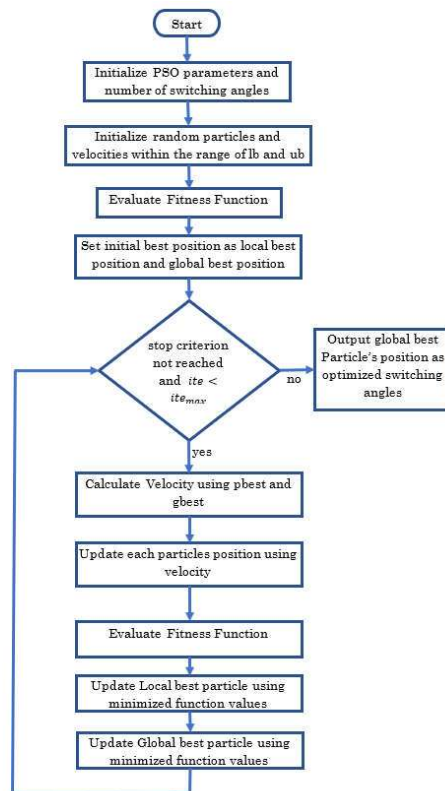 Start
Initialize PSO parameters and
number of switching angles
Initialize random particles and
velocities within the range of lb and ub
Evaluate Fitness Function
Set initial best position as local best
position and global best position
stop criterion
not reached
and ite <
ite_max
no
Output global best
Particle's position as
optimized switching
angles
yes
Calculate Velocity using pbest and
gbest
Update each particles position using
velocity
Evaluate Fitness Function
Update Local best particle using
minimized function values
Update Global best particle using
minimized function values